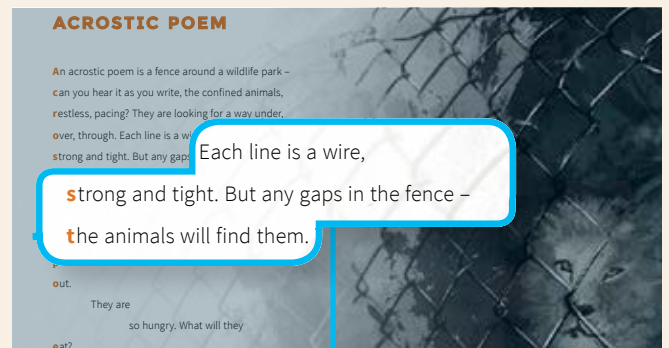 ACROSTIC POEM
An acrostic poem is a fence around a wildlife park –
can you hear it as you write, the confined animals,
restless, pacing? They are looking for a way under,
over, through. Each line is a
strong and tight. But any gaps
Each line is a wire,
strong and tight. But any gaps in the fence –
the animals will find them.
out.
They are
so hungry. What will they
eat?